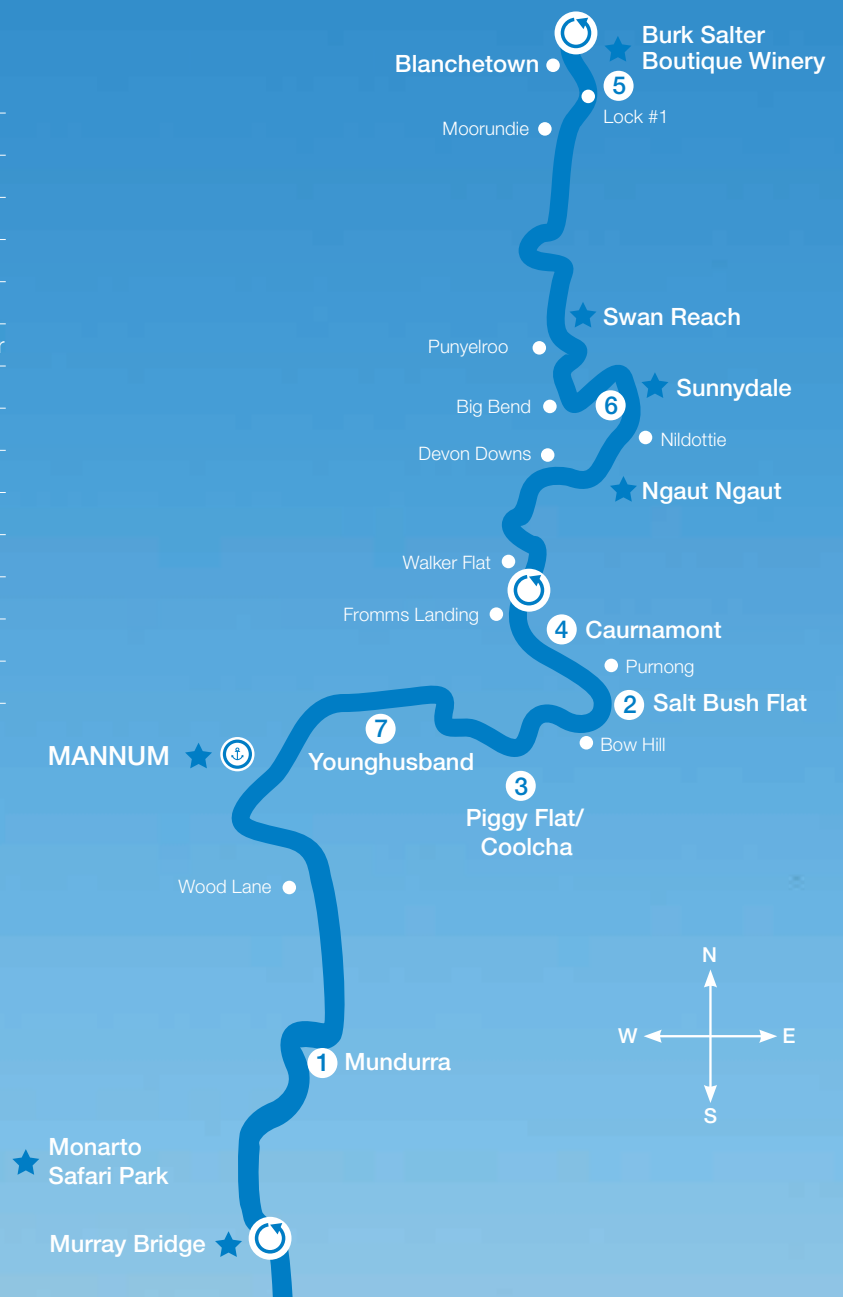 Burk Salter
Boutique Winery
Blanchetown
5
Lock #1
Moorundie
Swan Reach
r
Punyelroo
Sunnydale
Big Bend
6
Nildottie
Devon Downs
Ngaut Ngaut
Walker Flat
Fromms Landing
4 Caurnamont
Purnong
2 Salt Bush Flat
7
Younghusband
Bow Hill
MANNUM
3
Piggy Flat/
Coolcha
Wood Lane
N
W E
S
1 Mundurra
Monarto
Safari Park
Murray Bridge